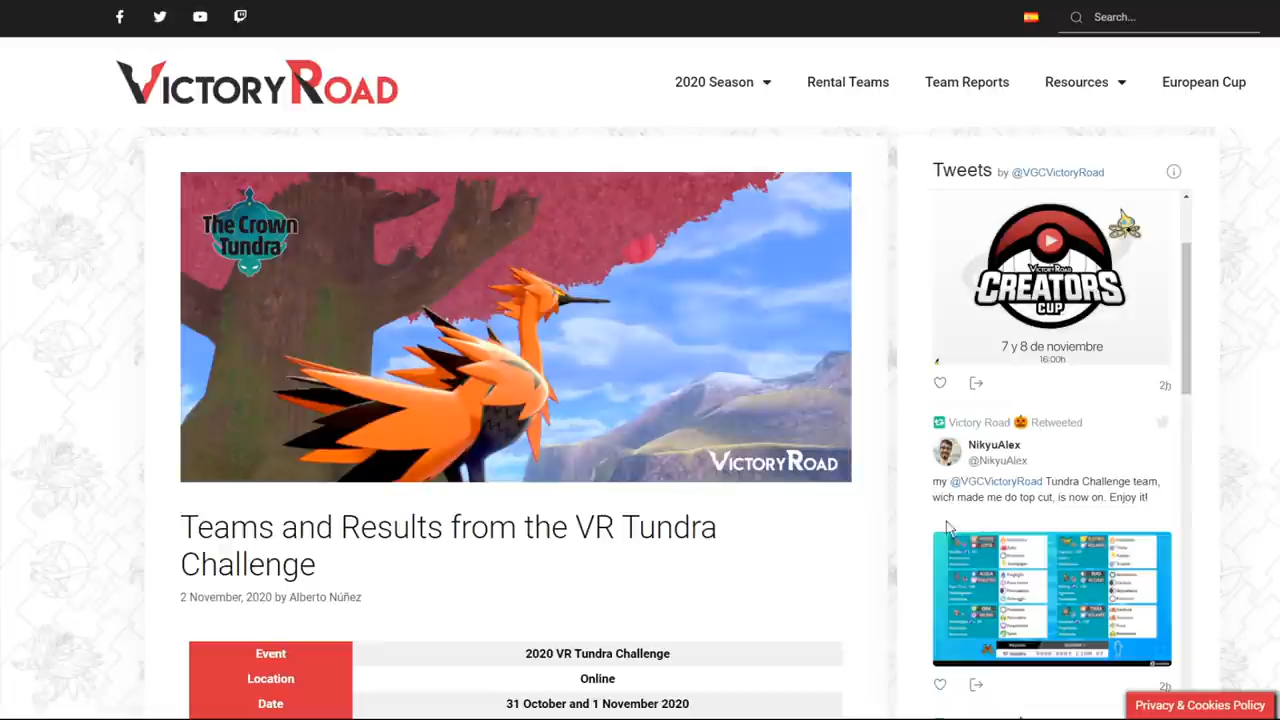 Search...
VICTORY ROAD
2020 Season
Rental Teams
Team Reports
Resources
European Cup
The Crown
Tundra
VICTORY ROAD
Teams and Results from the VR Tundra
Challenge
2 November, 2020 by Alberto Núñez
Event 2020 VR Tundra Challenge
Location Online
Date 31 October and 1 November 2020
Tweets by @VGCVictoryRoad
VICTORY ROAD
CREATORS
CUP
7 y 8 de noviembre
16:00h
2h
Victory Road 🎃 Retweeted
NikyuAlex
@NikyuAlex
my @VGCVictoryRoad Tundra Challenge team,
wich made me do top cut, is now on. Enjoy it!
2h
Privacy & Cookies Policy